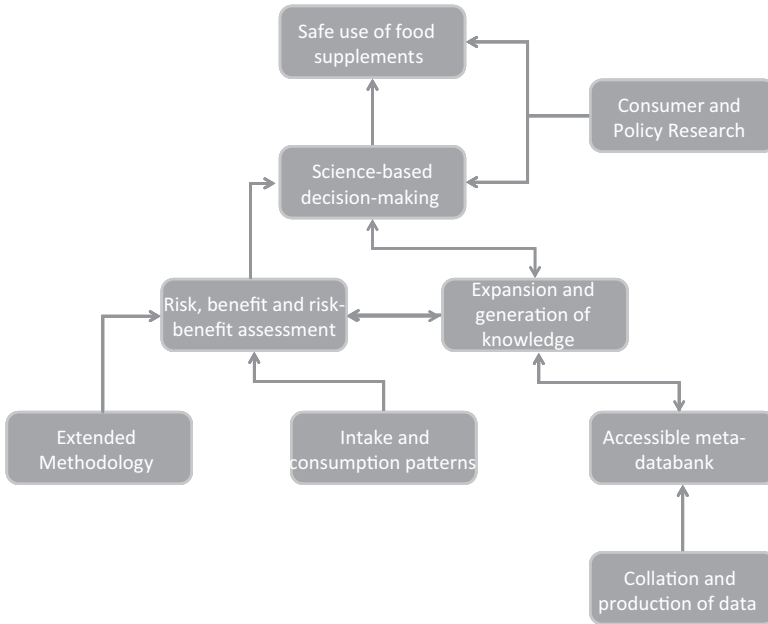 Safe use of food
supplements
Consumer and
Policy Research
Science-based
decision-making
Risk, benefit and risk-
benefit assessment
Expansion and
generation of
knowledge
Extended
Methodology
Intake and
consumption patterns
Accessible meta-
databank
Collation and
production of data